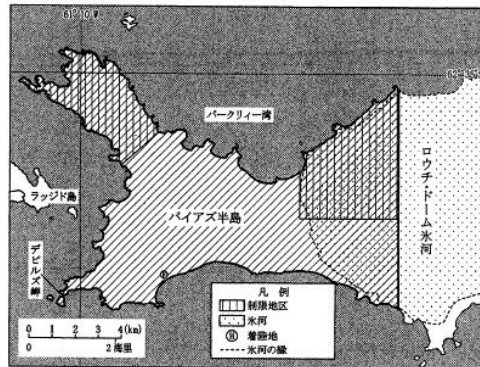 61°10'W
バークリィー湾
ラッジド島
バイアズ半島
ロウチ・ドーム氷河
デビルズ岬
凡 例
制限地区
氷河
Ⓗ 着陸地
氷河の縁
0 1 2 3 4(km)
0 2海里